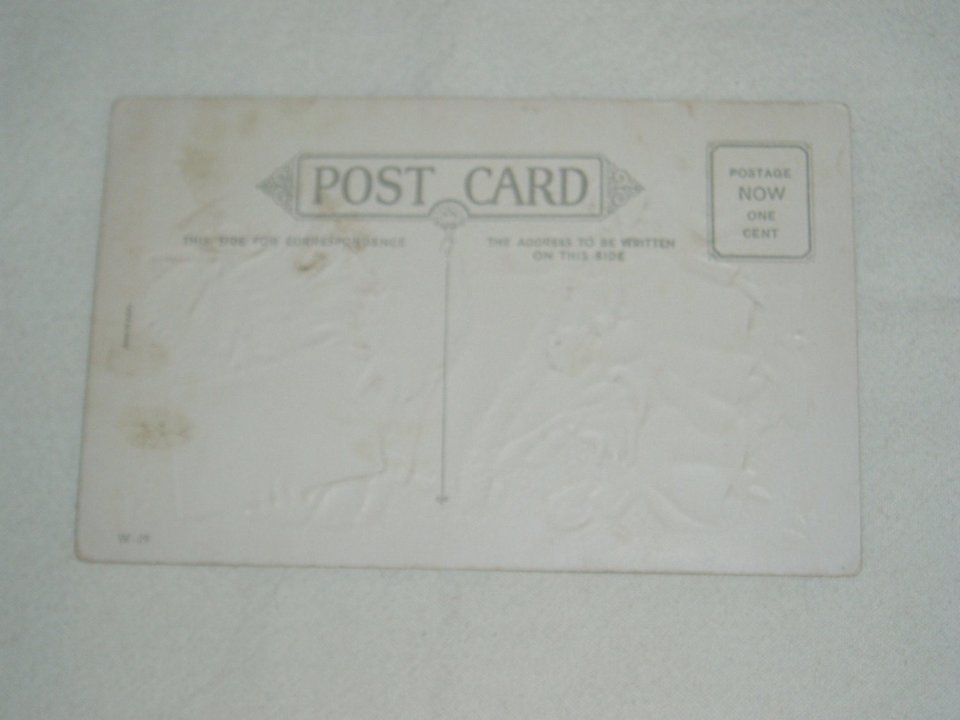 POST CARD
POSTAGE
NOW
ONE
CENT
THIS SIDE FOR CORRESPONDENCE
THE ADDRESS TO BE WRITTEN
ON THIS SIDE